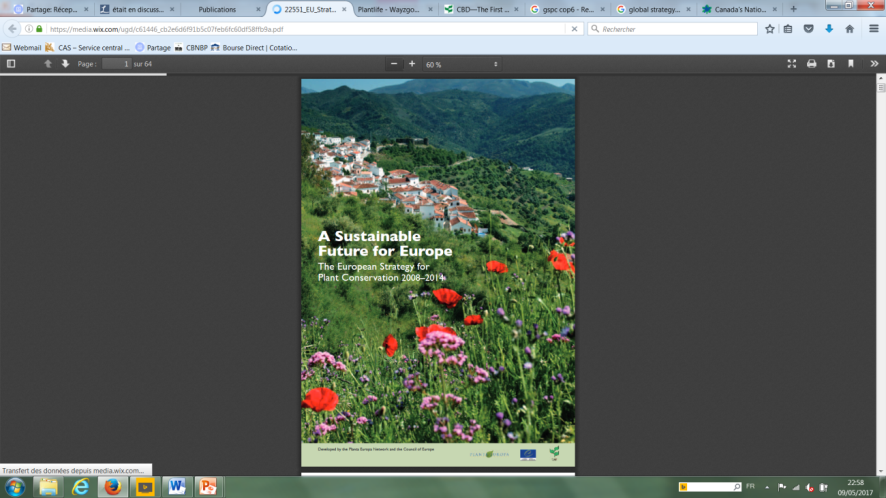 Partage: Récep...
était en discuss...
Publications
22551_EU_Strat...
Plantlife - Wayzgo...
CBD—The First ...
gspc cop6 - Re...
global strategy...
Canada's Natio...
https://media.wix.com/ugd/c61446_cb2e6d6f91b5c07feb6fc60df58ffb9a.pdf
Rechercher
Webmail
CAS – Service central ...
Partage
CBNBP
Bourse Direct | Cotatio...
Page :
1
sur 64
60 %
A Sustainable
Future for Europe
The European Strategy for
Plant Conservation 2008–2014
Developed by the Planta Europa Network and the Council of Europe
Transfert des données depuis media.wix.com...
FR
22:58
09/05/2017